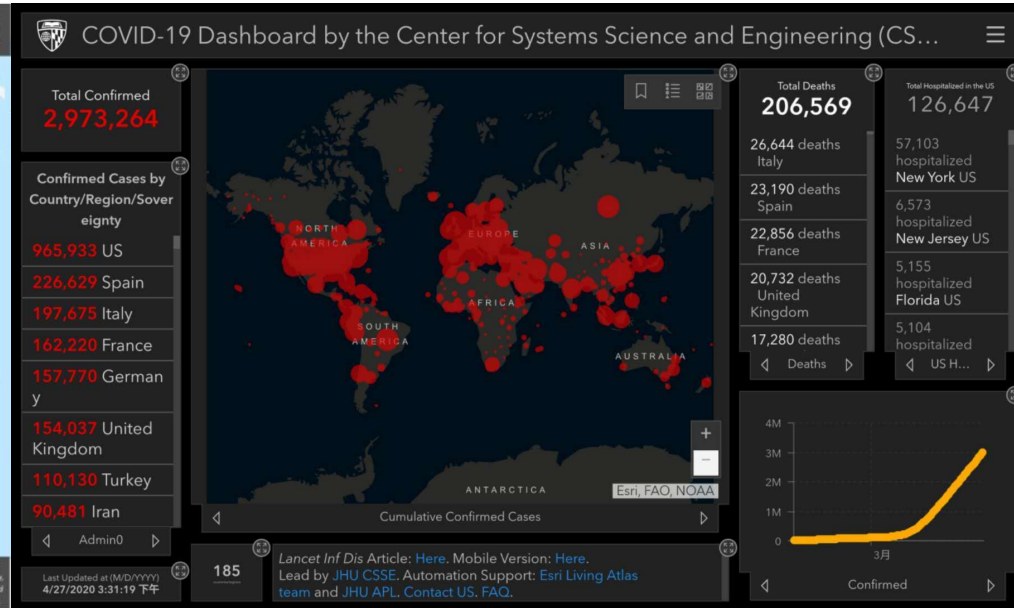 COVID-19 Dashboard by the Center for Systems Science and Engineering (CS...
Total Confirmed
2,973,264
Confirmed Cases by
Country/Region/Sover
eignty
965,933 US
226,629 Spain
197,675 Italy
162,220 France
157,770 German
y
154,037 United
Kingdom
110,130 Turkey
90,481 Iran
Admin0
Last Updated at (M/D/YYYY)
4/27/2020 3:31:19 下午
NORTH
AMERICA
EUROPE
ASIA
AFRICA
SOUTH
AMERICA
AUSTRALIA
ANTARCTICA
+
−
Esri, FAO, NOAA
Cumulative Confirmed Cases
185
Lancet Inf Dis Article: Here. Mobile Version: Here.
Lead by JHU CSSE. Automation Support: Esri Living Atlas
team and JHU APL. Contact US. FAQ.
Total Deaths
206,569
26,644 deaths
Italy
23,190 deaths
Spain
22,856 deaths
France
20,732 deaths
United
Kingdom
17,280 deaths
Deaths
Total Hospitalized in the US
126,647
57,103
hospitalized
New York US
6,573
hospitalized
New Jersey US
5,155
hospitalized
Florida US
5,104
hospitalized
US H...
4M
3M
2M
1M
0
3月
Confirmed